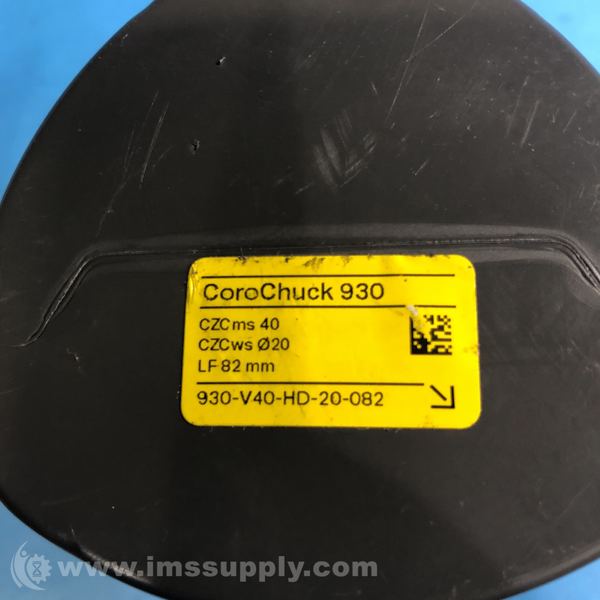 CoroChuck 930
CZCms 40
CZCws Ø20
LF 82 mm
930-V40-HD-20-082
© www.imssupply.com